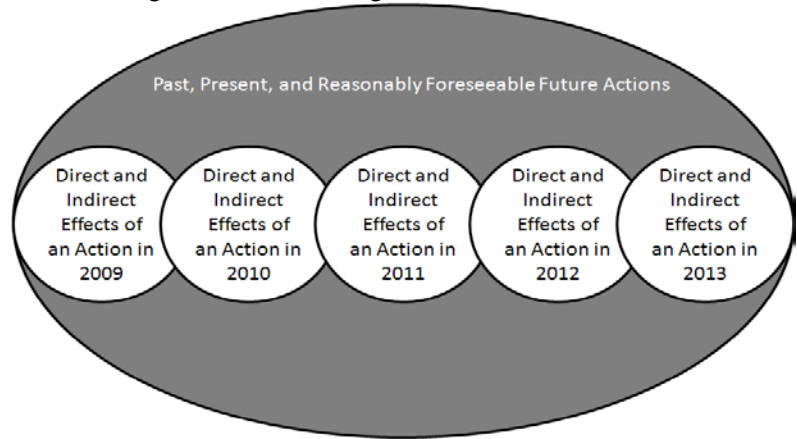 Past, Present, and Reasonably Foreseeable Future Actions
Direct and
Indirect
Effects of
an Action in
2009
Direct and
Indirect
Effects of
an Action in
2010
Direct and
Indirect
Effects of
an Action in
2011
Direct and
Indirect
Effects of
an Action in
2012
Direct and
Indirect
Effects of
an Action in
2013